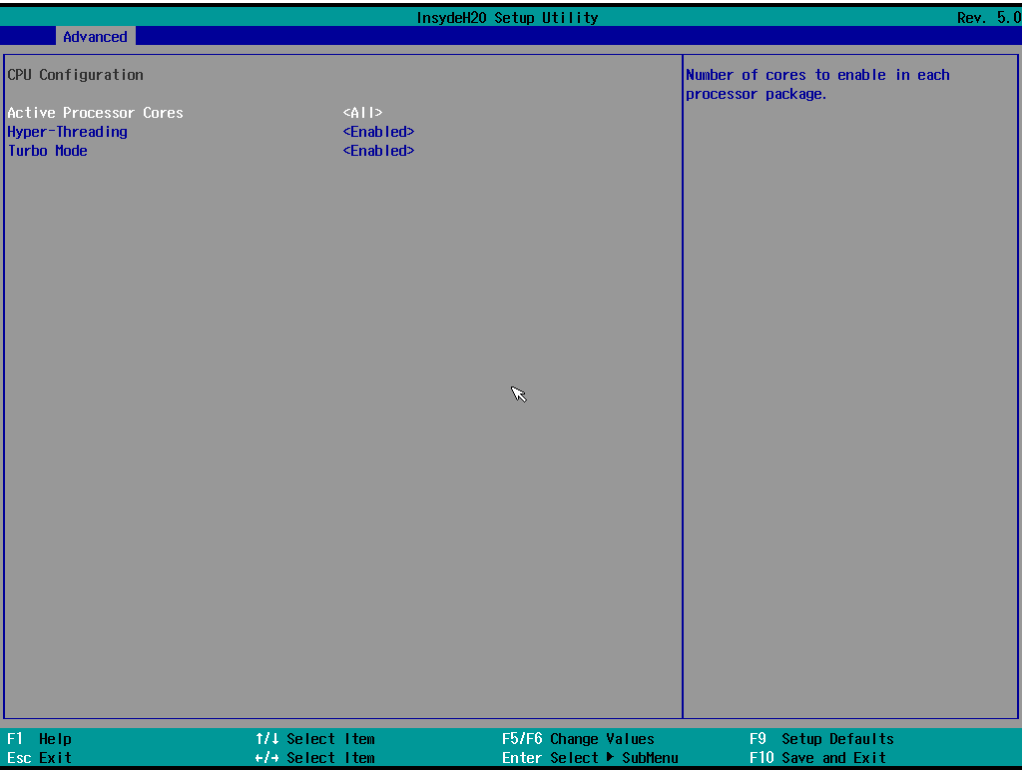 InsydeH20 Setup Utility Rev. 5.0
Advanced
CPU Configuration
Active Processor Cores <All>
Hyper-Threading <Enabled>
Turbo Mode <Enabled>
Number of cores to enable in each
processor package.
F1 Help ↑/↓ Select Item F5/F6 Change Values F9 Setup Defaults
Esc Exit ←/→ Select Item Enter Select ▶ SubMenu F10 Save and Exit